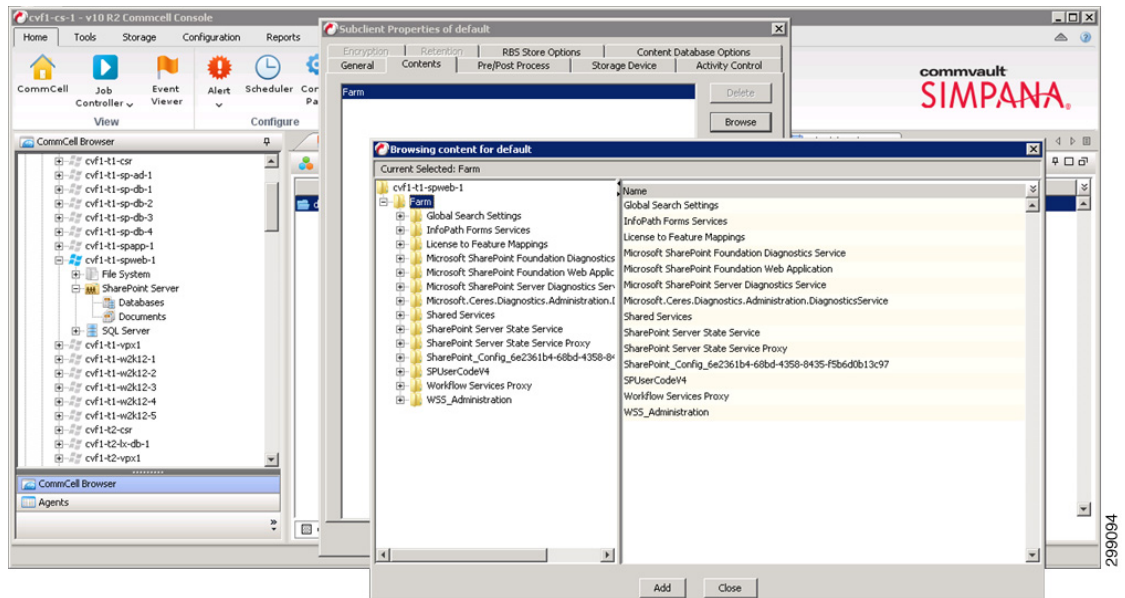 cvf1-cs-1 - v10 R2 Commcell Console
Home Tools Storage Configuration Reports
CommCell
Job Controller
Event Viewer
Alert
Scheduler
View
Configure
commvault
SIMPANA®
CommCell Browser
cvf1-t1-csr
cvf1-t1-sp-ad-1
cvf1-t1-sp-db-1
cvf1-t1-sp-db-2
cvf1-t1-sp-db-3
cvf1-t1-sp-db-4
cvf1-t1-spapp-1
cvf1-t1-spweb-1
File System
SharePoint Server
Databases
Documents
SQL Server
cvf1-t1-vpx1
cvf1-t1-w2k12-1
cvf1-t1-w2k12-2
cvf1-t1-w2k12-3
cvf1-t1-w2k12-4
cvf1-t1-w2k12-5
cvf1-t2-csr
cvf1-t2-lx-db-1
cvf1-t2-vpx1
CommCell Browser
Agents
Subclient Properties of default
Encryption Retention RBS Store Options Content Database Options
General Contents Pre/Post Process Storage Device Activity Control
Farm
Delete
Browse
Browsing content for default
Current Selected: Farm
cvf1-t1-spweb-1
Farm
Global Search Settings
InfoPath Forms Services
License to Feature Mappings
Microsoft SharePoint Foundation Diagnostics
Microsoft SharePoint Foundation Web Applic
Microsoft SharePoint Server Diagnostics Serv
Microsoft.Ceres.Diagnostics.Administration.D
Shared Services
SharePoint Server State Service
SharePoint Server State Service Proxy
SharePoint_Config_6e2361b4-68bd-4358-84
SPUserCodeV4
Workflow Services Proxy
WSS_Administration
Name
Global Search Settings
InfoPath Forms Services
License to Feature Mappings
Microsoft SharePoint Foundation Diagnostics Service
Microsoft SharePoint Foundation Web Application
Microsoft SharePoint Server Diagnostics Service
Microsoft.Ceres.Diagnostics.Administration.DiagnosticsService
Shared Services
SharePoint Server State Service
SharePoint Server State Service Proxy
SharePoint_Config_6e2361b4-68bd-4358-8435-f5b6d0b13c97
SPUserCodeV4
Workflow Services Proxy
WSS_Administration
Add
Close
299094